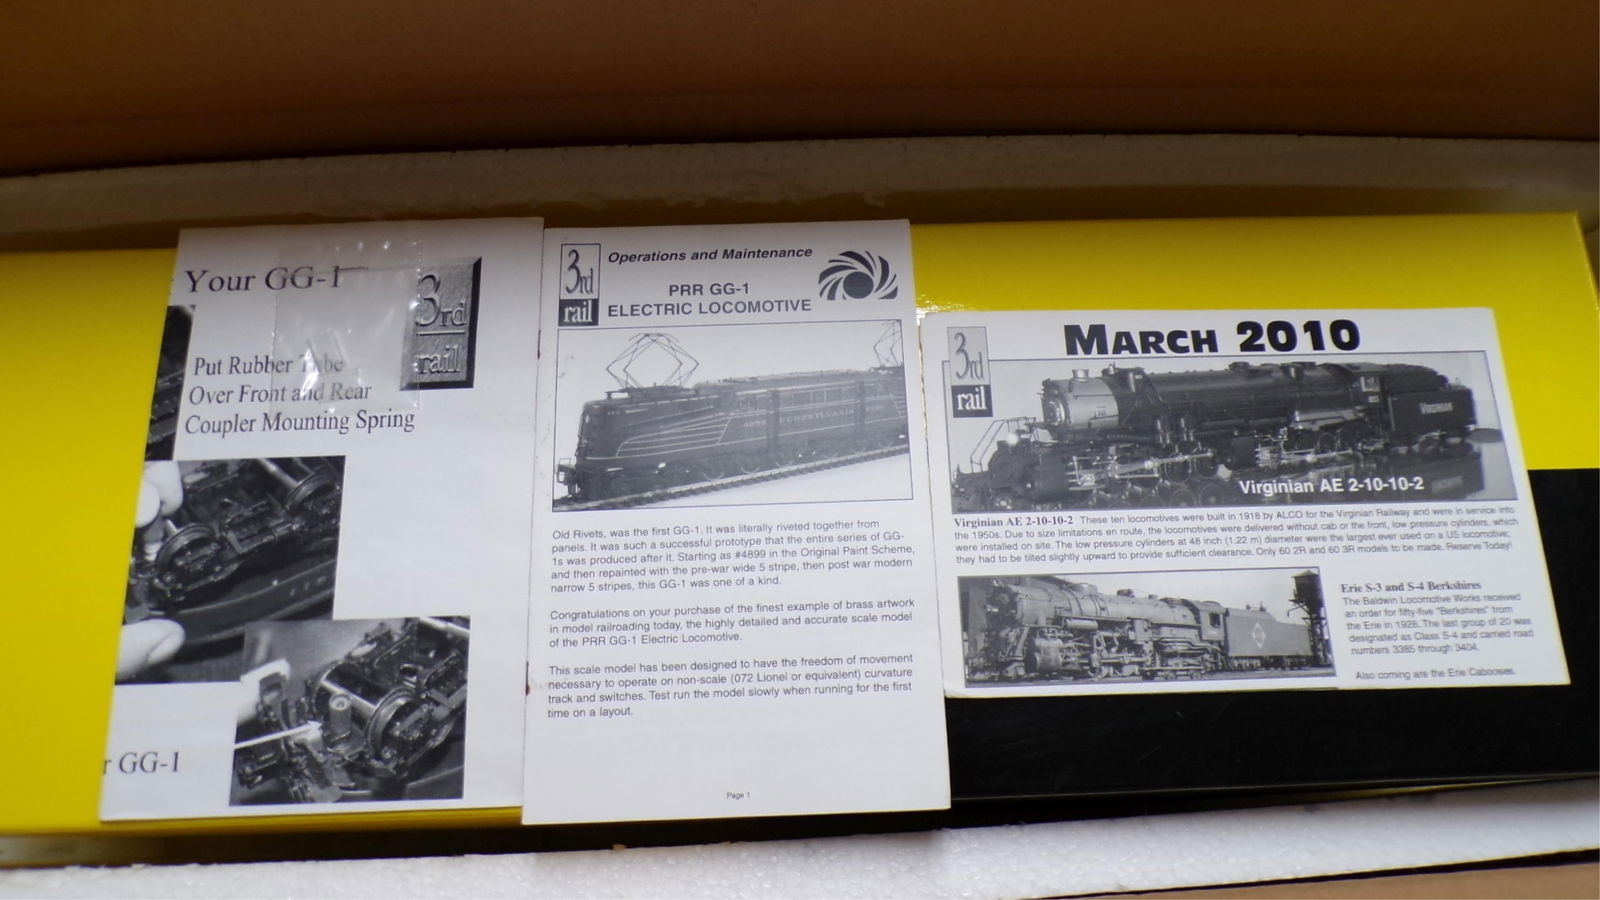 Your GG-1
3rd
rail
Put Rubber Tube
Over Front and Rear
Coupler Mounting Spring
r GG-1
3rd
rail
Operations and Maintenance
PRR GG-1
ELECTRIC LOCOMOTIVE
4899 PENNSYLVANIA
Old Rivets, was the first GG-1. It was literally riveted together from
panels. It was such a successful prototype that the entire series of GG-
1s was produced after it. Starting as #4899 in the Original Paint Scheme,
and then repainted with the pre-war wide 5 stripe, then post war modern
narrow 5 stripes, this GG-1 was one of a kind.
Congratulations on your purchase of the finest example of brass artwork
in model railroading today, the highly detailed and accurate scale model
of the PRR GG-1 Electric Locomotive.
This scale model has been designed to have the freedom of movement
necessary to operate on non-scale (072 Lionel or equivalent) curvature
track and switches. Test run the model slowly when running for the first
time on a layout.
Page 1
3rd
rail
MARCH 2010
VIRGINIAN
Virginian AE 2-10-10-2
Virginian AE 2-10-10-2 These ten locomotives were built in 1918 by ALCO for the Virginian Railway and were in service into
the 1950s. Due to size limitations en route, the locomotives were delivered without cab or the front, low pressure cylinders, which
were installed on site. The low pressure cylinders at 48 inch (1.22 m) diameter were the largest ever used on a US locomotive;
they had to be tilted slightly upward to provide sufficient clearance. Only 60 2R and 60 3R models to be made. Reserve Today!
Erie S-3 and S-4 Berkshires
The Baldwin Locomotive Works received
an order for fifty-five "Berkshires" from
the Erie in 1928. The last group of 20 was
designated as Class S-4 and carried road
numbers 3385 through 3404.
Also coming are the Erie Cabooses.